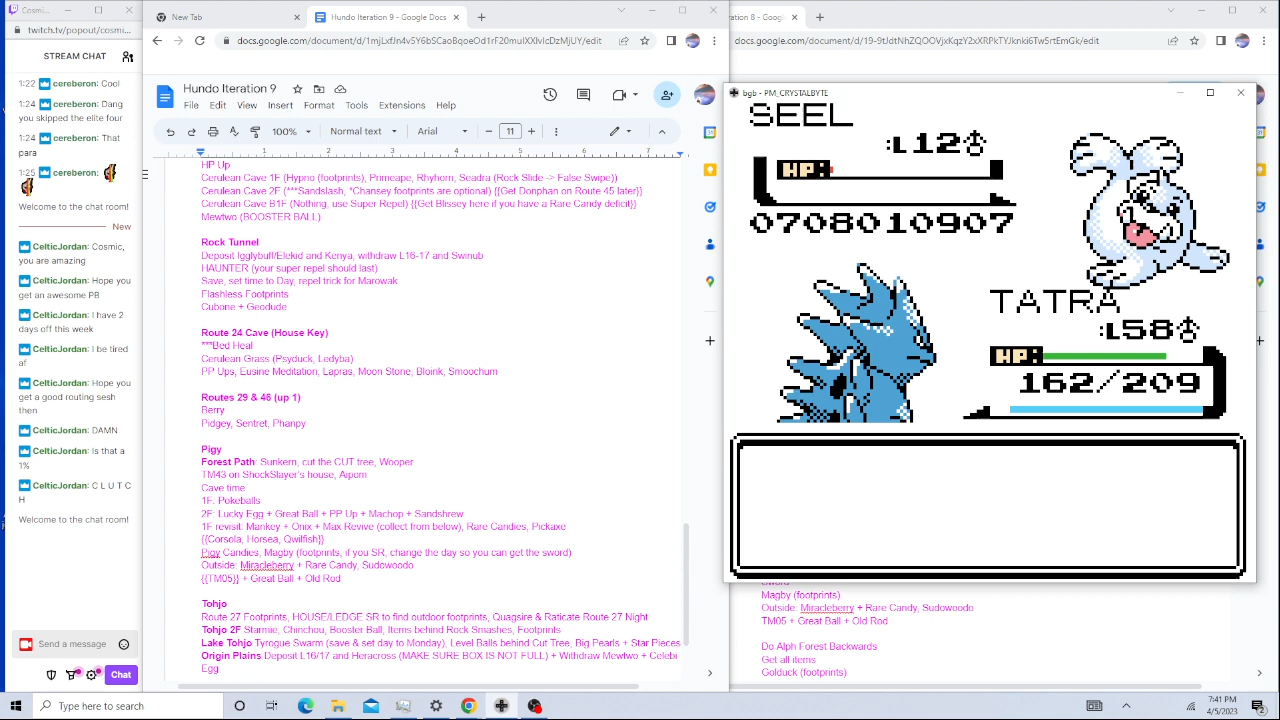 Cosmi...
twitch.tv/popout/cosmi...
STREAM CHAT
1:22 cereberon: Cool
1:24 cereberon: Dang
you skipped the elite four
1:24 cereberon: That
para
1:25 cereberon:
Welcome to the chat room!
New
CelticJordan: Cosmic,
you are amazing
CelticJordan: Hope you
get an awesome PB
CelticJordan: I have 2
days off this week
CelticJordan: I be tired
af
CelticJordan: Hope you
get a good routing sesh
then
CelticJordan: DAMN
CelticJordan: Is that a
1%
CelticJordan: C L U T C
H
Welcome to the chat room!
Send a message
Chat
New Tab
Hundo Iteration 9 - Google Docs
docs.google.com/document/d/1mjLxfJn4v5Y6bSJaoBqoeOd1rF20muIXXIvIcDzMjUY/edit
Hundo Iteration 9
File Edit View Insert Format Tools Extensions Help
100% Normal text Arial 11
1 2 3 4 5 6 7
HP Up
Cerulean Cave 1F (Hypno (footprints), Primeape, Rhyhorn, Seadra (Rock Slide -> False Swipe))
Cerulean Cave 2F (***Sandslash, *Chansey footprints are optional) {{Get Donphan on Route 45 later}}
Cerulean Cave B1F (Nothing, use Super Repel) {{Get Blissey here if you have a Rare Candy deficit}}
Mewtwo (BOOSTER BALL)
Rock Tunnel
Deposit Igglybuff/Elekid and Kenya, withdraw L16-17 and Swinub
HAUNTER (your super repel should last)
Save, set time to Day, repel trick for Marowak
Flashless Footprints
Cubone + Geodude
Route 24 Cave (House Key)
***Bed Heal
Cerulean Grass (Psyduck, Ledyba)
PP Ups, Eusine Meditation, Lapras, Moon Stone, Bloink, Smoochum
Routes 29 & 46 (up 1)
Berry
Pidgey, Sentret, Phanpy
Pigy
Forest Path: Sunkern, cut the CUT tree, Wooper
TM43 on ShockSlayer's house, Aipom
Cave time
1F: Pokeballs
2F: Lucky Egg + Great Ball + PP Up + Machop + Sandshrew
1F revisit: Mankey + Onix + Max Revive (collect from below), Rare Candies, Pickaxe
{{Corsola, Horsea, Qwilfish}}
Pigy Candies, Magby (footprints, if you SR, change the day so you can get the sword)
Outside: Miracleberry + Rare Candy, Sudowoodo
{{TM05}} + Great Ball + Old Rod
Tohjo
Route 27 Footprints, HOUSE/LEDGE SR to find outdoor footprints, Quagsire & Raticate Route 27 Night
Tohjo 2F Starmie, Chinchou, Booster Ball, Items behind Rock Smashes, Footprints
Lake Tohjo Tyrogue Swarm (save & set day to Monday), Level Balls behind Cut Tree, Big Pearls + Star Pieces
Origin Plains Deposit L16/17 and Heracross (MAKE SURE BOX IS NOT FULL) + Withdraw Mewtwo + Celebi
Egg
docs.google.com/document/d/19-9tJdtNhZQOOVjxKqzY2xXRPkTYJknki6TwSrtEmGk/edit
bgb - PM_CRYSTALBYTE
SEEL
:L12♂
HP:
0708010907
TATRA
:L58♂
HP:
162/209
Magby (footprints)
Outside: Miracleberry + Rare Candy, Sudowoodo
TM05 + Great Ball + Old Rod
Do Alph Forest Backwards
Get all items
Golduck (footprints)
Type here to search
7:41 PM
4/5/2023
2